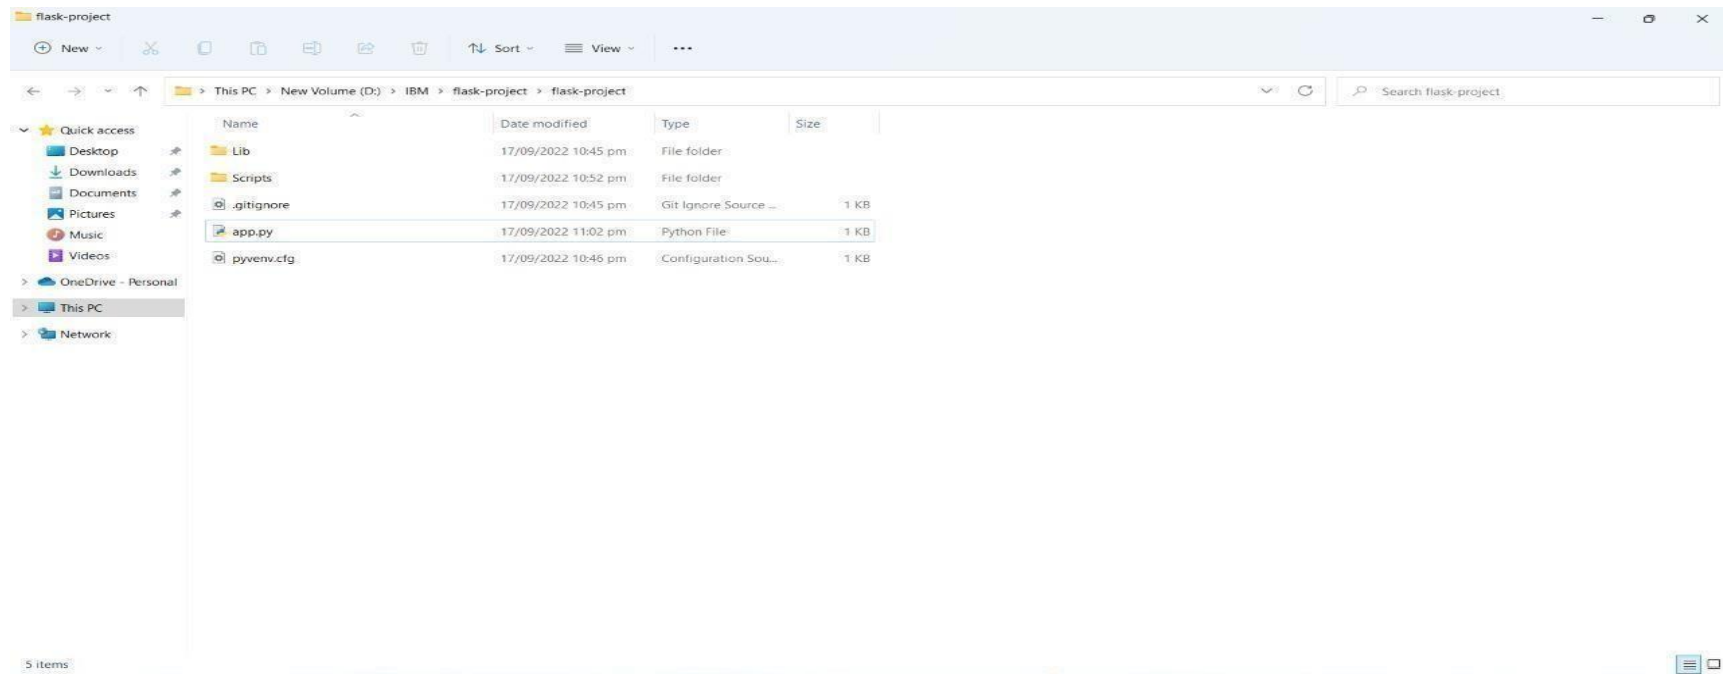 flask-project
New Sort View
This PC > New Volume (D:) > IBM > flask-project > flask-project
Search flask-project
Quick access
Desktop
Downloads
Documents
Pictures
Music
Videos
OneDrive - Personal
This PC
Network
Name Date modified Type Size
Lib 17/09/2022 10:45 pm File folder
Scripts 17/09/2022 10:52 pm File folder
.gitignore 17/09/2022 10:45 pm Git Ignore Source ... 1 KB
app.py 17/09/2022 11:02 pm Python File 1 KB
pyvenv.cfg 17/09/2022 10:46 pm Configuration Sou... 1 KB
5 items